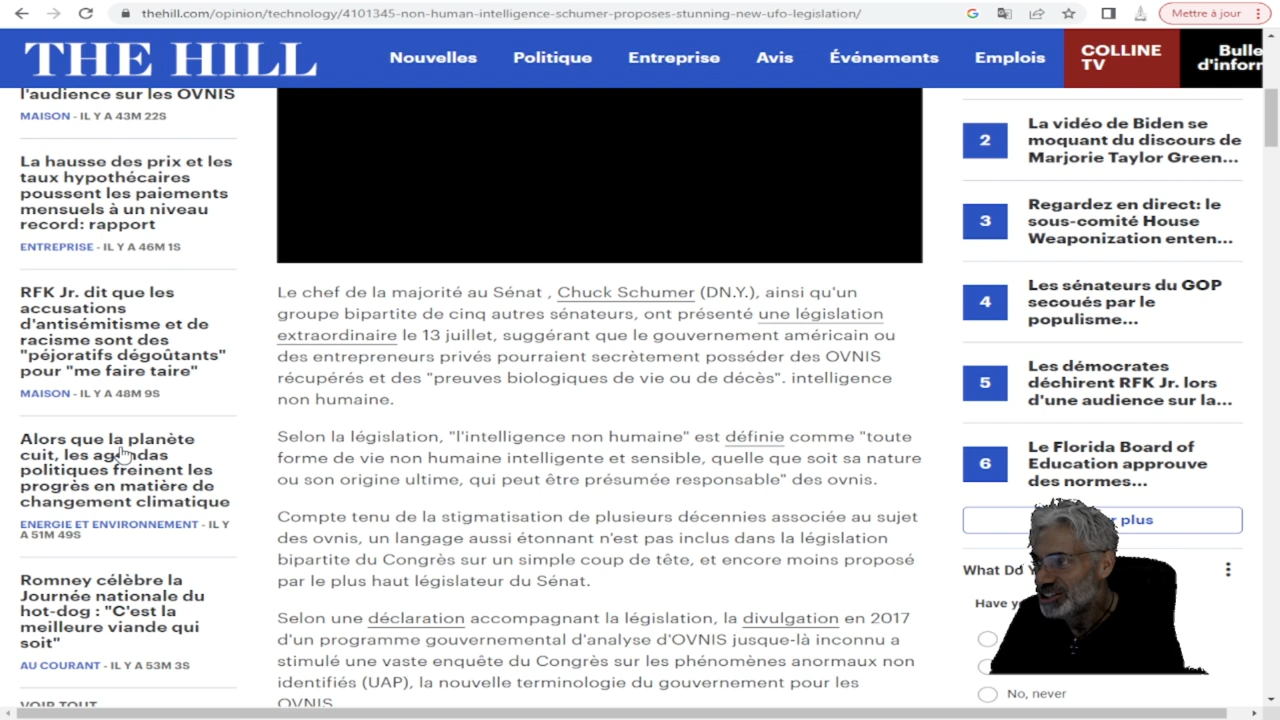 thehill.com/opinion/technology/4101345-non-human-intelligence-schumer-proposes-stunning-new-ufo-legislation/
Mettre à jour
THE HILL
Nouvelles
Politique
Entreprise
Avis
Événements
Emplois
COLLINE
TV
Bulle
d'inforn
l'audience sur les OVNIS
MAISON - IL Y A 43M 22S
La hausse des prix et les
taux hypothécaires
poussent les paiements
mensuels à un niveau
record: rapport
ENTREPRISE - IL Y A 46M 1S
RFK Jr. dit que les
accusations
d'antisémitisme et de
racisme sont des
"péjoratifs dégoûtants"
pour "me faire taire"
MAISON - IL Y A 48M 9S
Alors que la planète
cuit, les agendas
politiques freinent les
progrès en matière de
changement climatique
ENERGIE ET ENVIRONNEMENT - IL Y
A 51M 49S
Romney célèbre la
Journée nationale du
hot-dog : "C'est la
meilleure viande qui
soit"
AU COURANT - IL Y A 53M 3S
VOIR TOUT
Le chef de la majorité au Sénat , Chuck Schumer (DN.Y.), ainsi qu'un
groupe bipartite de cinq autres sénateurs, ont présenté une législation
extraordinaire le 13 juillet, suggérant que le gouvernement américain ou
des entrepreneurs privés pourraient secrètement posséder des OVNIS
récupérés et des "preuves biologiques de vie ou de décès". intelligence
non humaine.
Selon la législation, "l'intelligence non humaine" est définie comme "toute
forme de vie non humaine intelligente et sensible, quelle que soit sa nature
ou son origine ultime, qui peut être présumée responsable" des ovnis.
Compte tenu de la stigmatisation de plusieurs décennies associée au sujet
des ovnis, un langage aussi étonnant n'est pas inclus dans la législation
bipartite du Congrès sur un simple coup de tête, et encore moins proposé
par le plus haut législateur du Sénat.
Selon une déclaration accompagnant la législation, la divulgation en 2017
d'un programme gouvernemental d'analyse d'OVNIS jusque-là inconnu a
stimulé une vaste enquête du Congrès sur les phénomènes anormaux non
identifiés (UAP), la nouvelle terminologie du gouvernement pour les
OVNIS
2
La vidéo de Biden se
moquant du discours de
Marjorie Taylor Green...
3
Regardez en direct: le
sous-comité House
Weaponization enten...
4
Les sénateurs du GOP
secoués par le
populisme...
5
Les démocrates
déchirent RFK Jr. lors
d'une audience sur la...
6
Le Florida Board of
Education approuve
des normes...
plus
What Do
Have
No, never